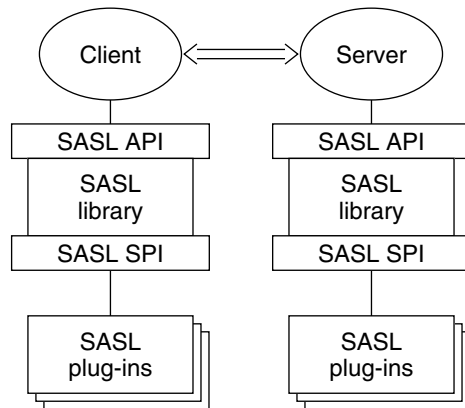 Client
Server
SASL API
SASL API
SASL
library
SASL
library
SASL SPI
SASL SPI
SASL
plug-ins
SASL
plug-ins